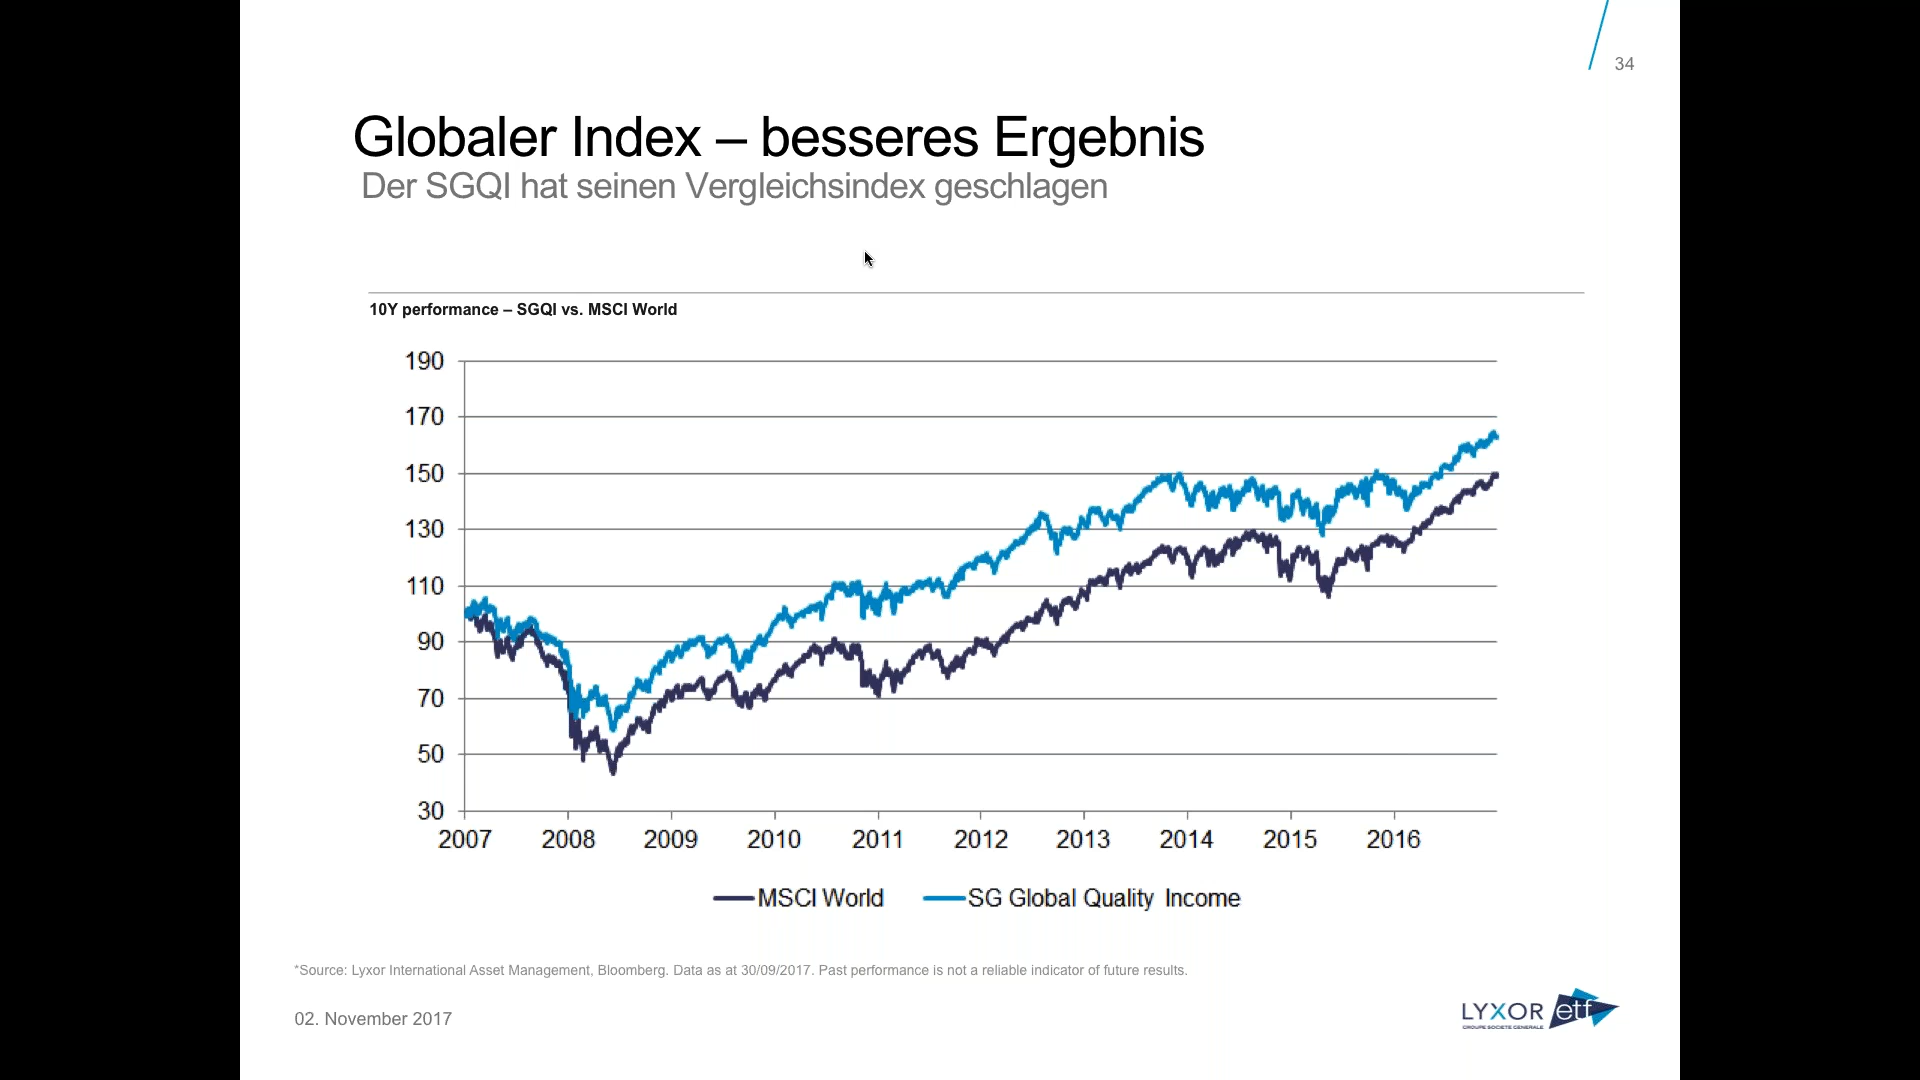 34
Globaler Index – besseres Ergebnis
Der SGQI hat seinen Vergleichsindex geschlagen
10Y performance – SGQI vs. MSCI World
190
170
150
130
110
90
70
50
30
2007 2008 2009 2010 2011 2012 2013 2014 2015 2016
MSCI World SG Global Quality Income
*Source: Lyxor International Asset Management, Bloomberg. Data as at 30/09/2017. Past performance is not a reliable indicator of future results.
02. November 2017
LYXOR etf
GROUPE SOCIETE GENERALE